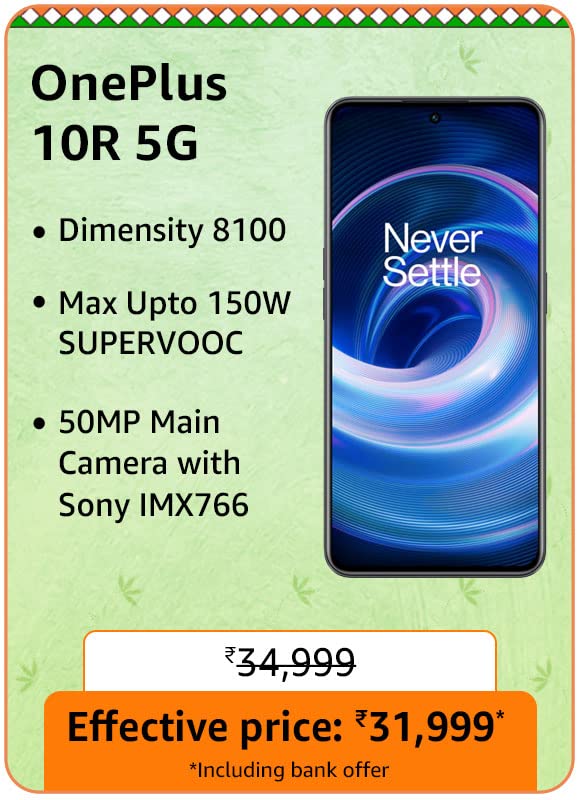 OnePlus
10R 5G
• Dimensity 8100
• Max Upto 150W
SUPERVOOC
• 50MP Main
Camera with
Sony IMX766
Never
Settle
₹34,999
Effective price: ₹31,999*
*Including bank offer